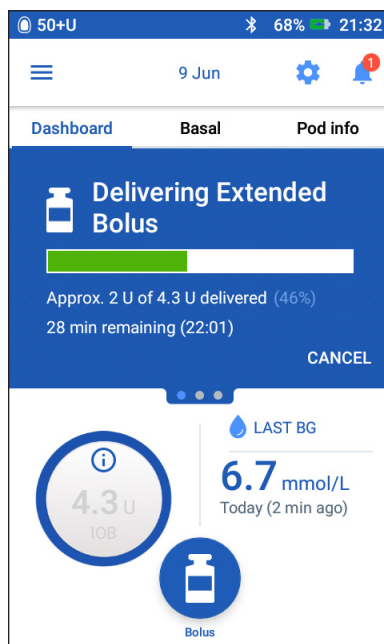 50+U 68% 21:32
9 Jun 1
Dashboard Basal Pod info
Delivering Extended
Bolus
Approx. 2 U of 4.3 U delivered (46%)
28 min remaining (22:01)
CANCEL
LAST BG
6.7 mmol/L
Today (2 min ago)
4.3 U
IOB
Bolus